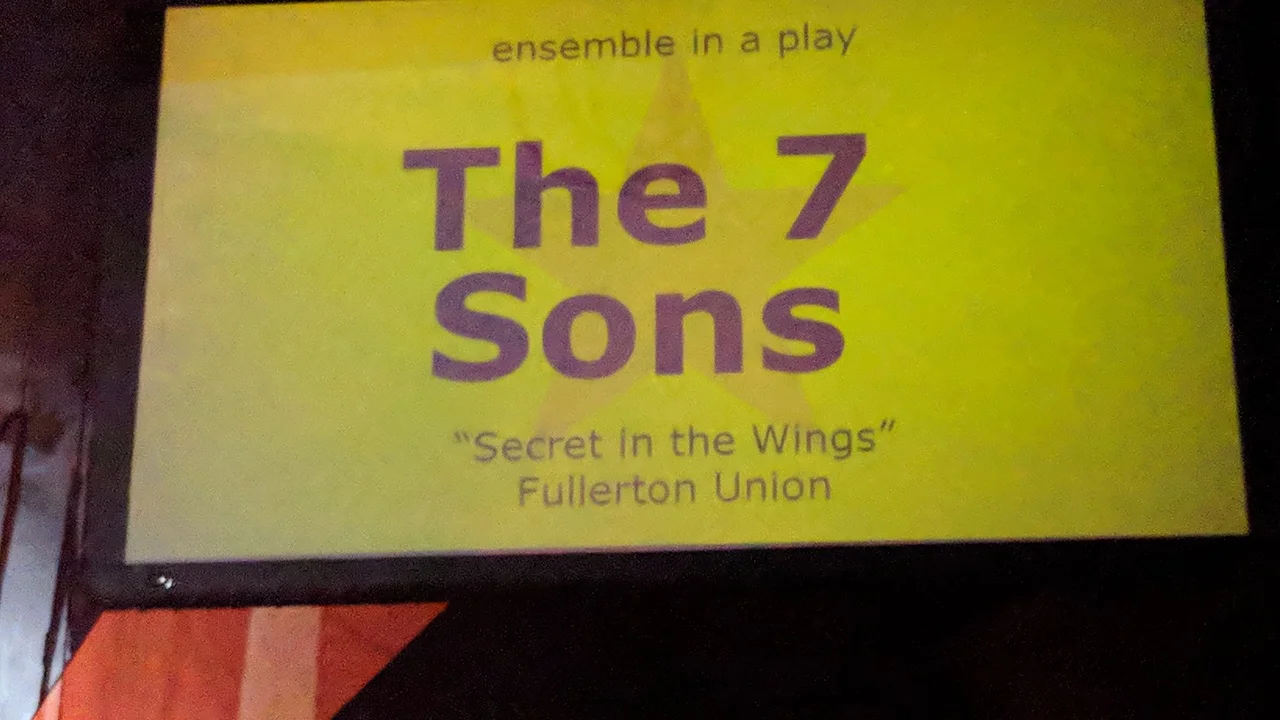 ensemble in a play
The 7
Sons
“Secret in the Wings”
Fullerton Union